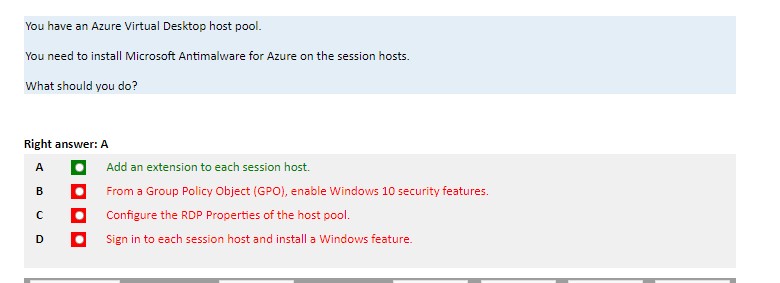 You have an Azure Virtual Desktop host pool.
You need to install Microsoft Antimalware for Azure on the session hosts.
What should you do?
Right answer: A
A Add an extension to each session host.
B From a Group Policy Object (GPO), enable Windows 10 security features.
C Configure the RDP Properties of the host pool.
D Sign in to each session host and install a Windows feature.